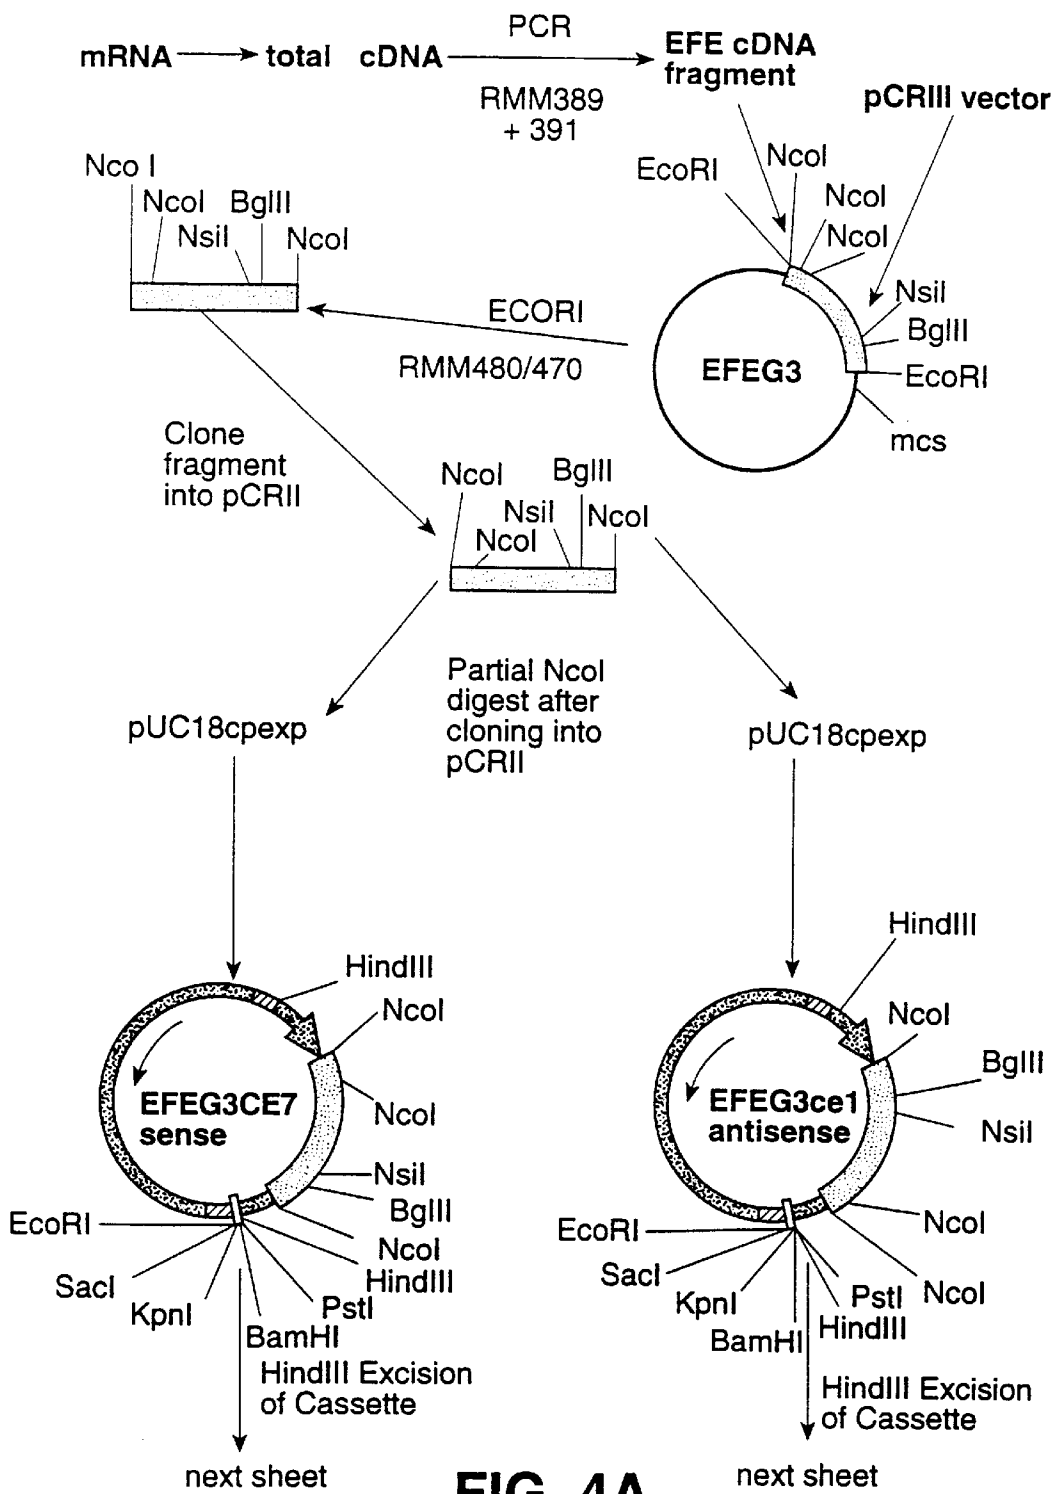 PCR
mRNA total cDNA EFE cDNA
fragment
RMM389
+ 391
pCRIII vector
Nco I
NcoI BglII
NsiI NcoI
EcoRI NcoI
NcoI
NcoI
NsiI
BglII
EcoRI
mcs
EFEG3
ECORI
RMM480/470
Clone
fragment
into pCRII
NcoI BglII
NsiI NcoI
NcoI
Partial NcoI
digest after
cloning into
pCRII
pUC18cpexp
pUC18cpexp
HindIII
NcoI
NcoI
NsiI
BglII
NcoI
HindIII
PstI
BamHI
KpnI
SacI
EcoRI
EFEG3CE7
sense
HindIII Excision
of Cassette
next sheet
HindIII
NcoI
BglII
NsiI
NcoI
NcoI
PstI
HindIII
BamHI
KpnI
SacI
EcoRI
EFEG3ce1
antisense
HindIII Excision
of Cassette
next sheet
FIG. 4A